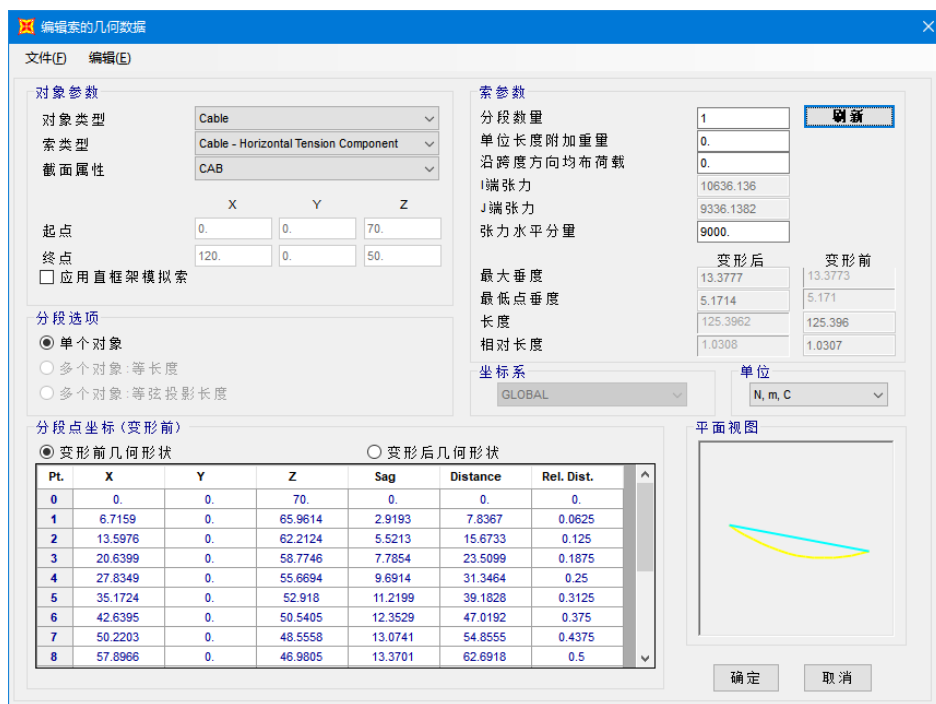 编辑索的几何数据
文件(F) 编辑(E)
对象参数
对象类型 Cable
索类型 Cable - Horizontal Tension Component
截面属性 CAB
X Y Z
起点 0. 0. 70.
终点 120. 0. 50.
应用直框架模拟索
索参数
分段数量 1 刷新
单位长度附加重量 0.
沿跨度方向均布荷载 0.
I端张力 10636.136
J端张力 9336.1382
张力水平分量 9000.
变形后 变形前
最大垂度 13.3777 13.3773
最低点垂度 5.1714 5.171
长度 125.3962 125.396
相对长度 1.0308 1.0307
分段选项
单个对象
多个对象:等长度
多个对象:等弦投影长度
坐标系
GLOBAL
单位
N, m, C
分段点坐标(变形前)
变形前几何形状 变形后几何形状
Pt. X Y Z Sag Distance Rel. Dist.
0 0. 0. 70. 0. 0. 0.
1 6.7159 0. 65.9614 2.9193 7.8367 0.0625
2 13.5976 0. 62.2124 5.5213 15.6733 0.125
3 20.6399 0. 58.7746 7.7854 23.5099 0.1875
4 27.8349 0. 55.6694 9.6914 31.3464 0.25
5 35.1724 0. 52.918 11.2199 39.1828 0.3125
6 42.6395 0. 50.5405 12.3529 47.0192 0.375
7 50.2203 0. 48.5558 13.0741 54.8555 0.4375
8 57.8966 0. 46.9805 13.3701 62.6918 0.5
平面视图
确定 取消